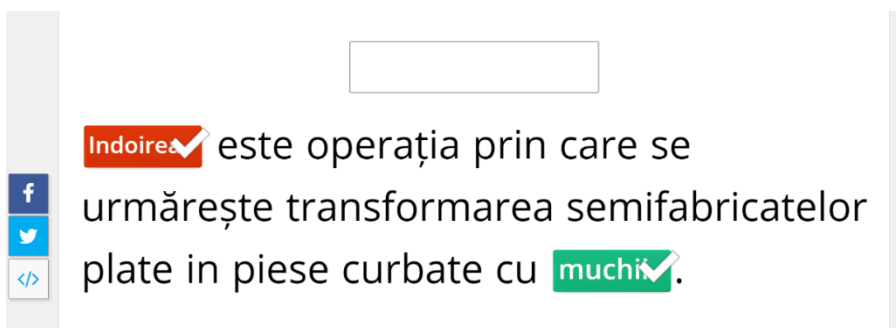 Indoirea este operația prin care se
urmărește transformarea semifabricatelor
plate in piese curbate cu muchii.